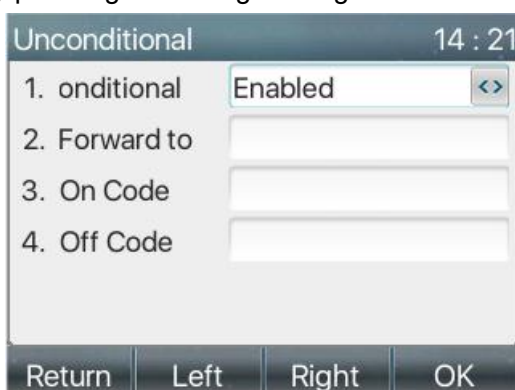 Unconditional 14 : 21
1. onditional Enabled <>
2. Forward to
3. On Code
4. Off Code
Return Left Right OK